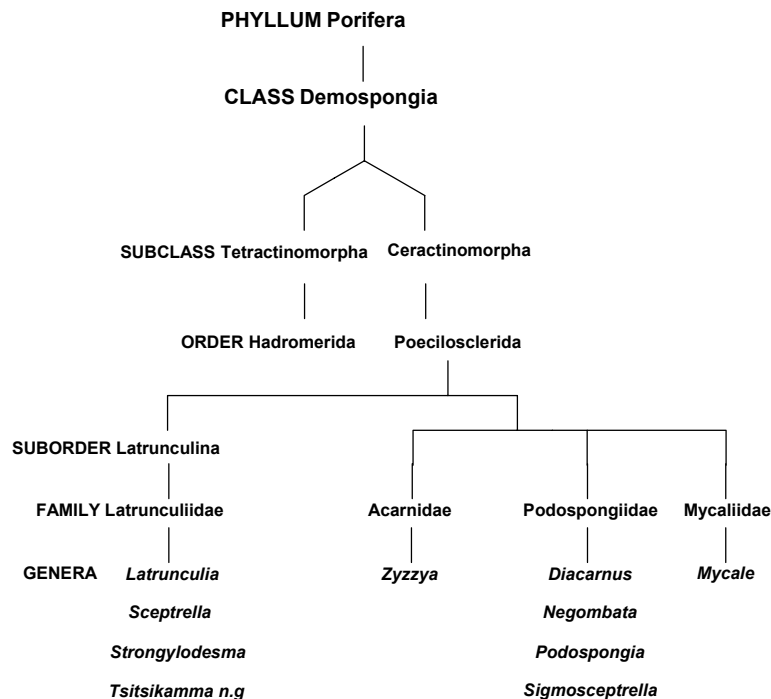 PHYLLUM Porifera
CLASS Demospongia
SUBCLASS Tetractinomorpha Ceractinomorpha
ORDER Hadromerida Poecilosclerida
SUBORDER Latrunculina
FAMILY Latrunculiidae Acarnidae Podospongiidae Mycaliidae
GENERA Latrunculia Zyzzya Diacarnus Mycale
Sceptrella Negombata
Strongylodesma Podospongia
Tsitsikamma n.g Sigmosceptrella